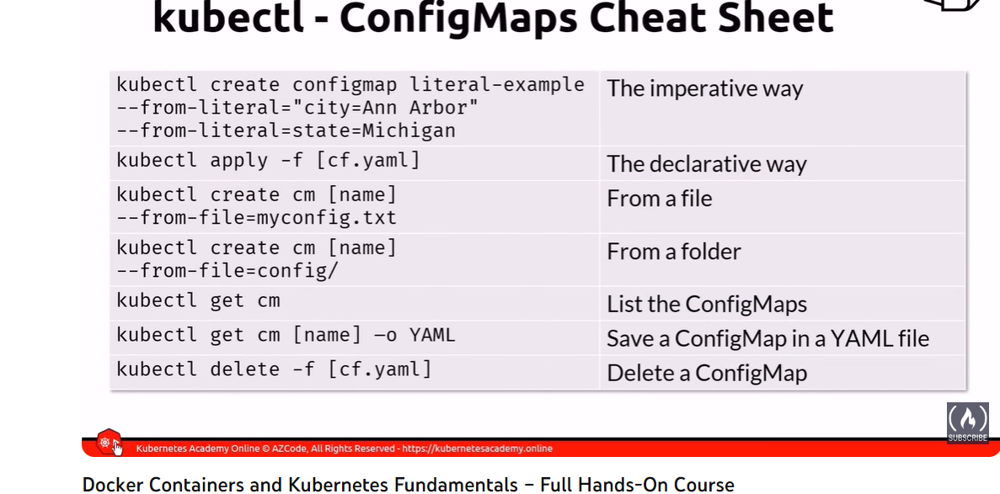 kubectl - ConfigMaps Cheat Sheet
kubectl create configmap literal-example
--from-literal="city=Ann Arbor"
--from-literal=state=Michigan
The imperative way
kubectl apply -f [cf.yaml]
The declarative way
kubectl create cm [name]
--from-file=myconfig.txt
From a file
kubectl create cm [name]
--from-file=config/
From a folder
kubectl get cm
List the ConfigMaps
kubectl get cm [name] –o YAML
Save a ConfigMap in a YAML file
kubectl delete -f [cf.yaml]
Delete a ConfigMap
SUBSCRIBE
Kubernetes Academy Online © AZCode, All Rights Reserved - https://kubernetesacademy.online
Docker Containers and Kubernetes Fundamentals – Full Hands-On Course